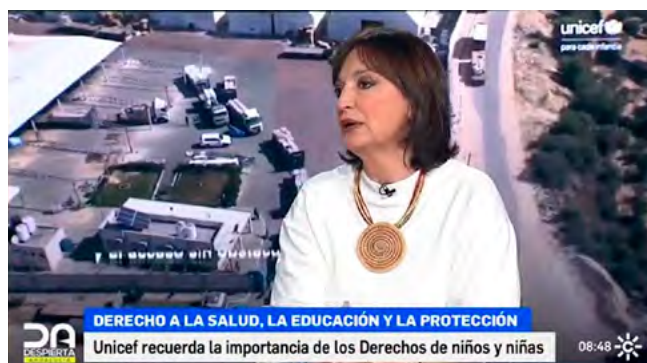 unicef
para cada infancia
DERECHO A LA SALUD, LA EDUCACIÓN Y LA PROTECCIÓN
Unicef recuerda la importancia de los Derechos de niños y niñas
DA
DESPIERTA
ANDALUCÍA
08:48